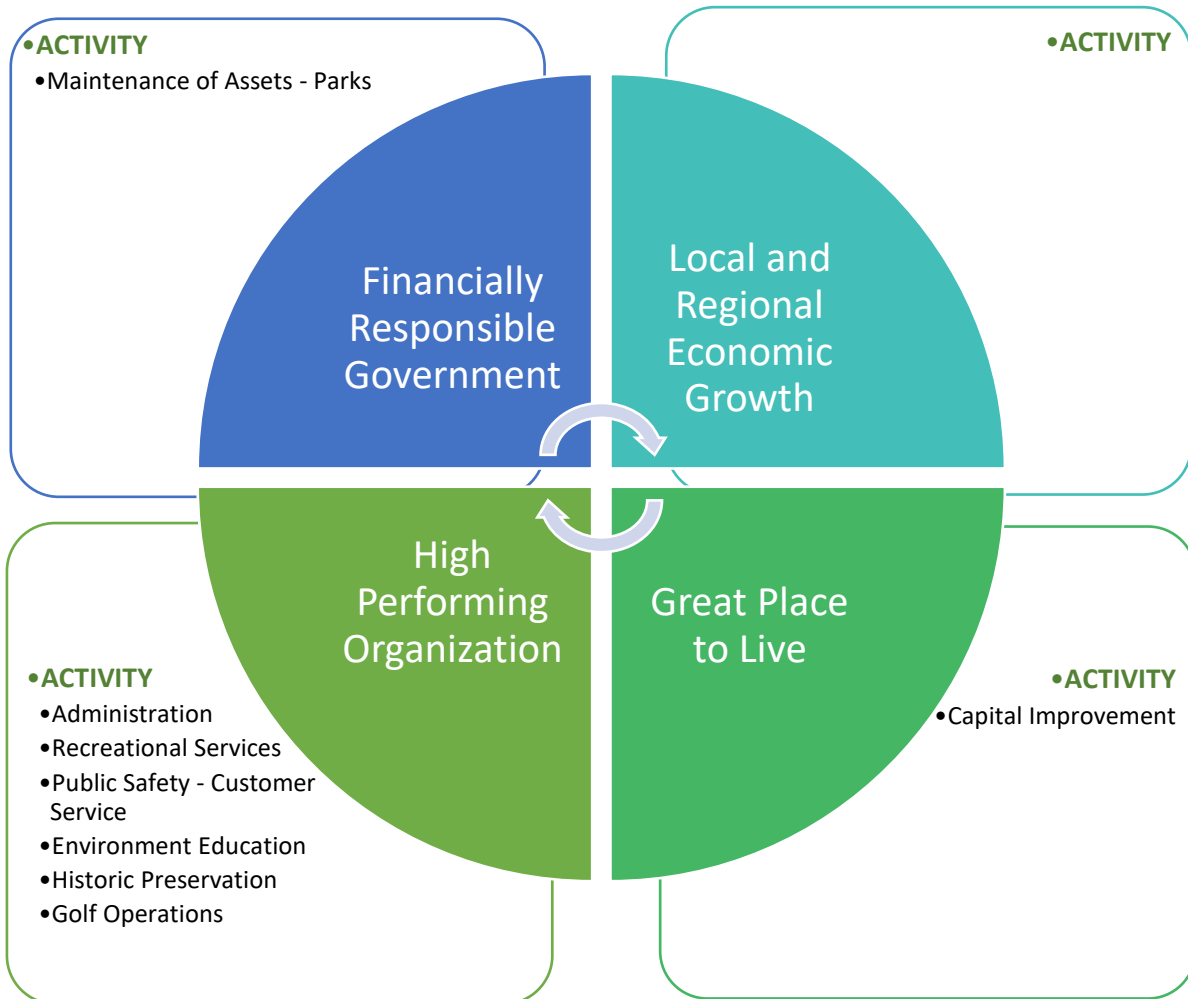 •ACTIVITY
•Maintenance of Assets - Parks
•ACTIVITY
Financially
Responsible
Government
Local and
Regional
Economic
Growth
High
Performing
Organization
Great Place
to Live
•ACTIVITY
•Administration
•Recreational Services
•Public Safety - Customer
Service
•Environment Education
•Historic Preservation
•Golf Operations
•ACTIVITY
•Capital Improvement